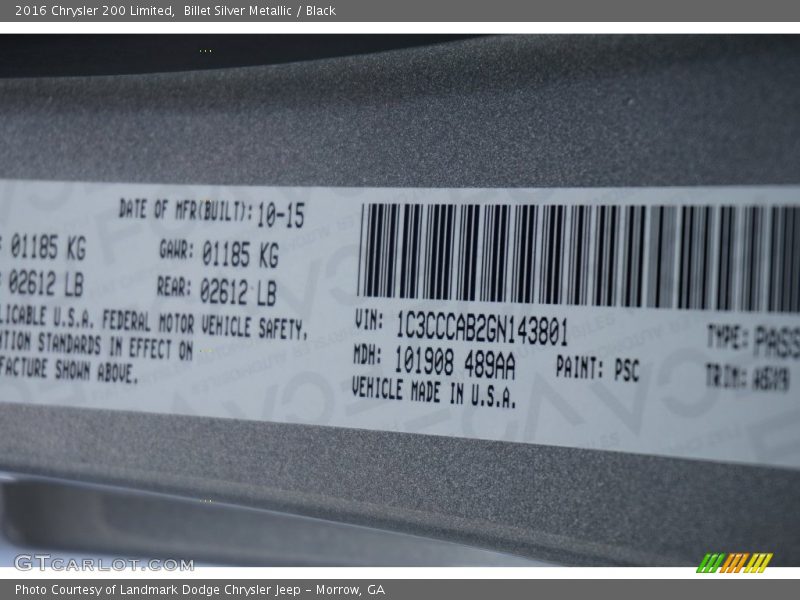 2016 Chrysler 200 Limited, Billet Silver Metallic / Black
DATE OF MFR(BUILT): 10-15
: 01185 KG GAWR: 01185 KG
02612 LB REAR: 02612 LB
LICABLE U.S.A. FEDERAL MOTOR VEHICLE SAFETY,
TION STANDARDS IN EFFECT ON
FACTURE SHOWN ABOVE.
VIN: 1C3CCCAB2GN143801 TYPE: PASS
MDH: 101908 489AA PAINT: PSC TRIM: A6X9
VEHICLE MADE IN U.S.A.
GTCARLOT.COM
Photo Courtesy of Landmark Dodge Chrysler Jeep – Morrow, GA